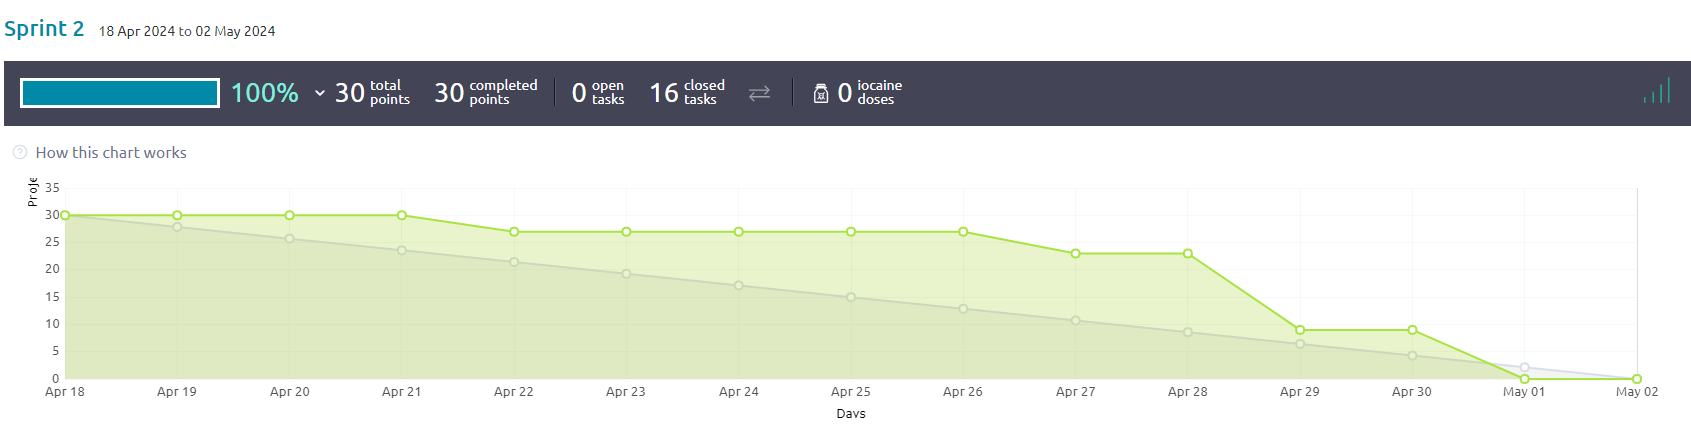 Sprint 2 18 Apr 2024 to 02 May 2024
100% 30 total points 30 completed points 0 open tasks 16 closed tasks 0 iocaine doses
How this chart works
Proje
35
30
25
20
15
10
5
0
Apr 18 Apr 19 Apr 20 Apr 21 Apr 22 Apr 23 Apr 24 Apr 25 Apr 26 Apr 27 Apr 28 Apr 29 Apr 30 May 01 May 02
Days